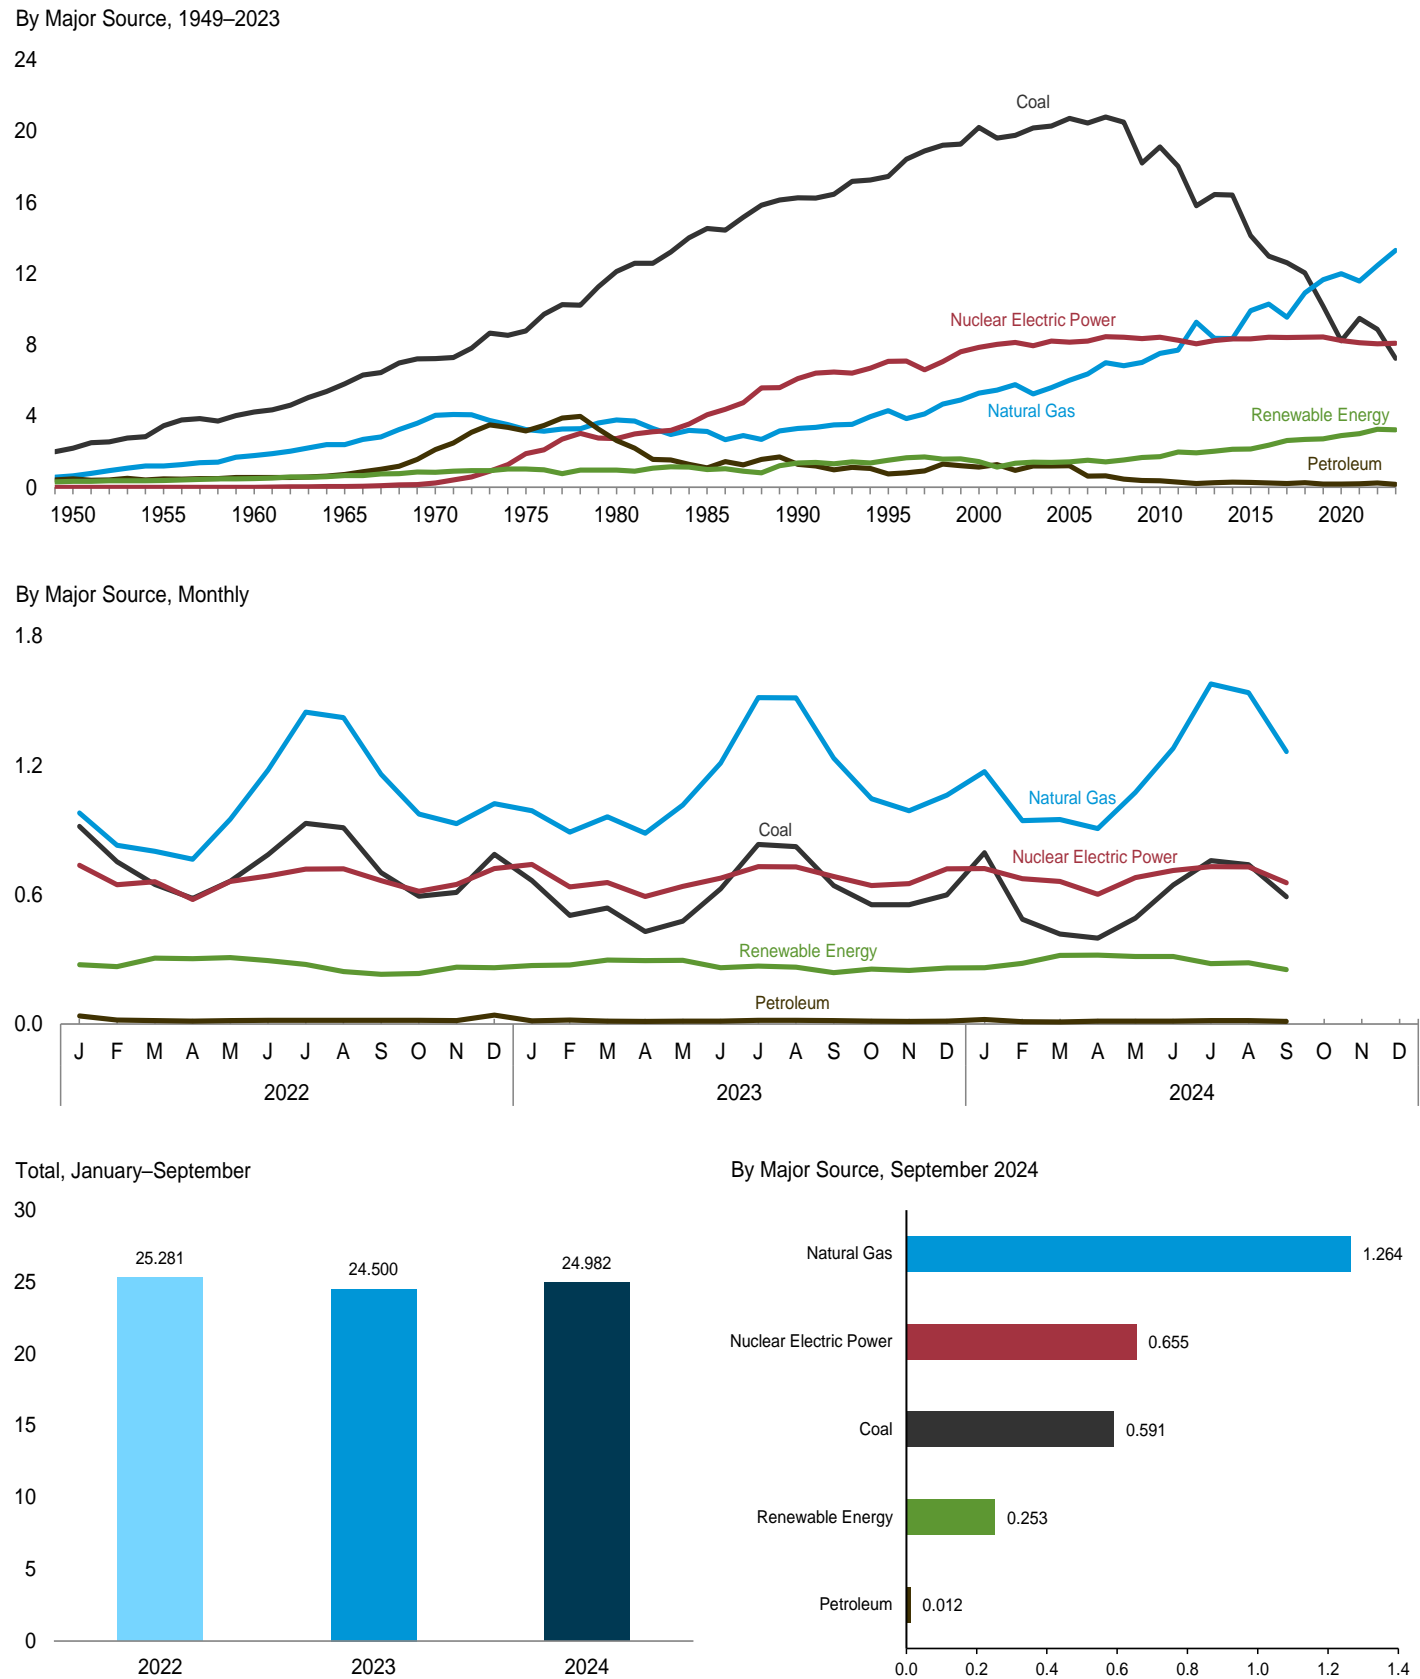 By Major Source, 1949–2023
24
20
16
12
8
4
0
Coal
Nuclear Electric Power
Natural Gas
Renewable Energy
Petroleum
1950 1955 1960 1965 1970 1975 1980 1985 1990 1995 2000 2005 2010 2015 2020
By Major Source, Monthly
1.8
1.2
0.6
0.0
Natural Gas
Coal
Nuclear Electric Power
Renewable Energy
Petroleum
J F M A M J J A S O N D J F M A M J J A S O N D J F M A M J J A S O N D
2022 2023 2024
Total, January–September
30
25
20
15
10
5
0
25.281
24.500
24.982
2022 2023 2024
By Major Source, September 2024
Natural Gas 1.264
Nuclear Electric Power 0.655
Coal 0.591
Renewable Energy 0.253
Petroleum 0.012
0.0 0.2 0.4 0.6 0.8 1.0 1.2 1.4